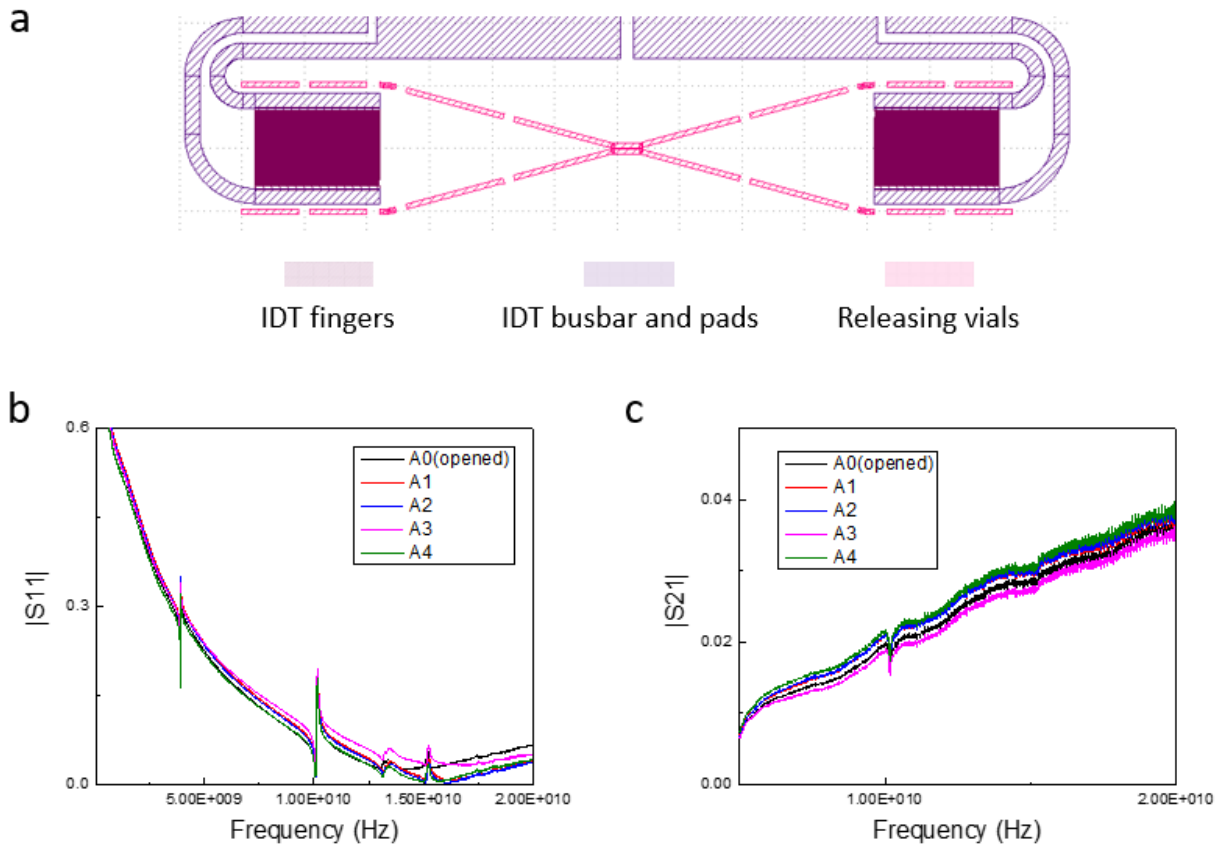 a
IDT fingers
IDT busbar and pads
Releasing vials
b
0.6
0.3
0.0
|S11|
A0(opened)
A1
A2
A3
A4
5.00E+009
1.00E+010
1.50E+010
2.00E+010
Frequency (Hz)
c
0.04
0.02
0.00
|S21|
A0(opened)
A1
A2
A3
A4
1.00E+010
2.00E+010
Frequency (Hz)